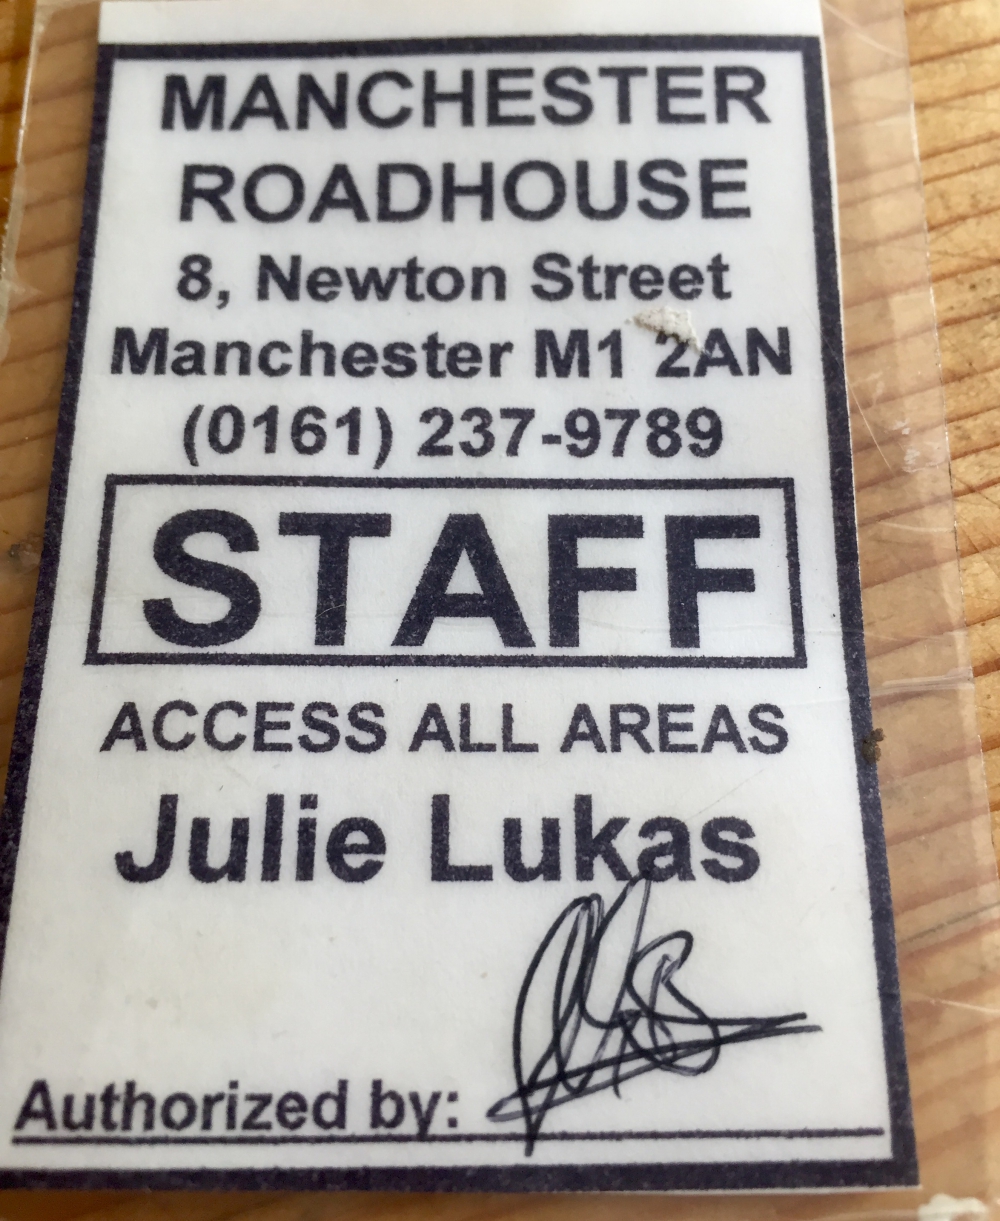 MANCHESTER
ROADHOUSE
8, Newton Street
Manchester M1 2AN
(0161) 237-9789
STAFF
ACCESS ALL AREAS
Julie Lukas
Authorized by: